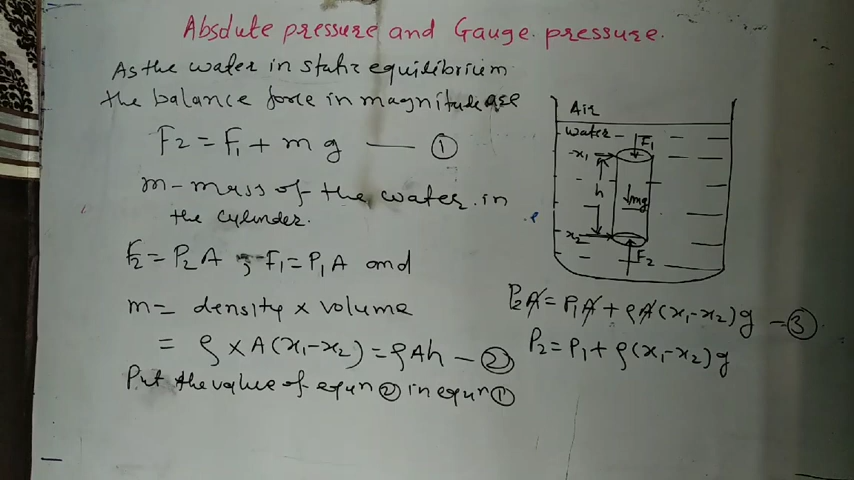 Absolute pressure and Gauge pressure.
As the water in static equilibrium
the balance force in magnitude are
F₂ = F₁ + mg —— ①
m - mass of the water in
the cylinder.
F₂ = P₂A ; F₁ = P₁A and
m = density × volume
= ρ × A(x₁-x₂) = ρAh — ②
Put the value of equn ② in equn ①
Air
water
F₁
x₁
h
mg
x₂
F₂
P₂A = P₁A + ρA(x₁-x₂)g — ③
P₂ = P₁ + ρ(x₁-x₂)g